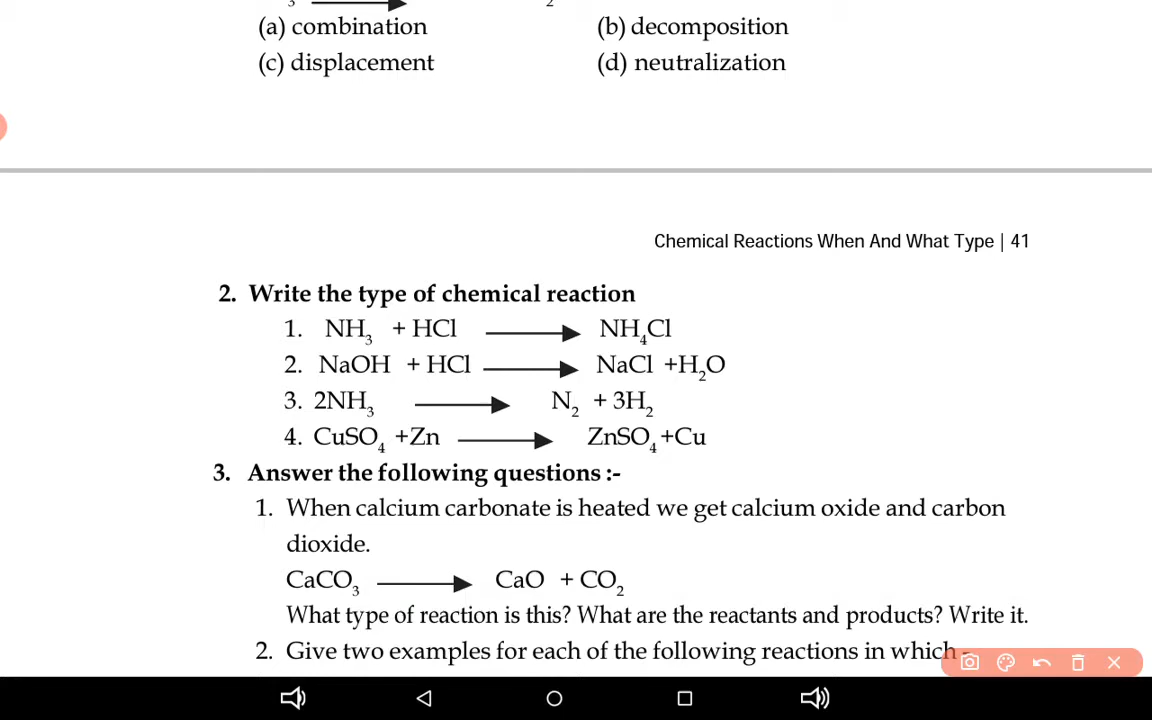 3 2
(a) combination (b) decomposition
(c) displacement (d) neutralization
Chemical Reactions When And What Type | 41
2. Write the type of chemical reaction
1. NH₃ + HCl ⟶ NH₄Cl
2. NaOH + HCl ⟶ NaCl +H₂O
3. 2NH₃ ⟶ N₂ + 3H₂
4. CuSO₄ +Zn ⟶ ZnSO₄+Cu
3. Answer the following questions :-
1. When calcium carbonate is heated we get calcium oxide and carbon
dioxide.
CaCO₃ ⟶ CaO + CO₂
What type of reaction is this? What are the reactants and products? Write it.
2. Give two examples for each of the following reactions in which -